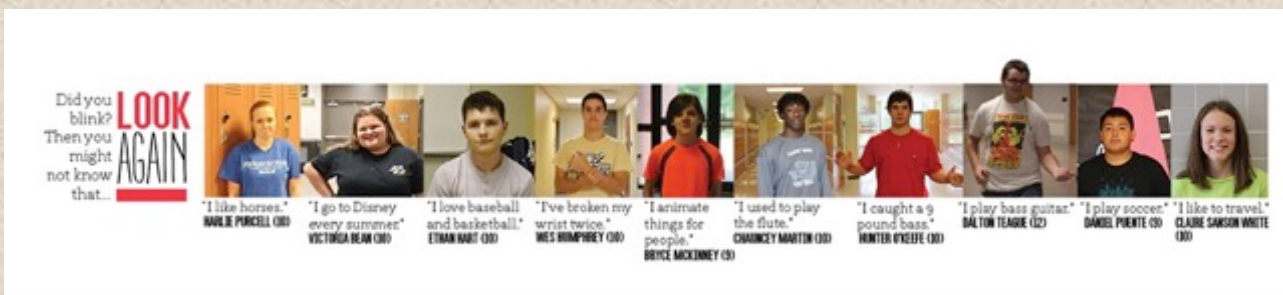 Did you
blink?
Then you
might
not know
that...
LOOK
AGAIN
"I like horses."
HARLIE PURCELL (10)
"I go to Disney
every summer."
VICTORIA BEAN (10)
"I love baseball
and basketball."
ETHAN HART (10)
"I've broken my
wrist twice."
WES HUMPHREY (10)
"I animate
things for
people."
BRYCE MCKINNEY (9)
"I used to play
the flute."
CHAUNCEY MARTIN (10)
"I caught a 9
pound bass."
HUNTER O'KEEFE (10)
"I play bass guitar."
DALTON TEAGUE (12)
"I play soccer."
DANIEL PUENTE (9)
"I like to travel."
CLAIRE SANSON WHITE
(10)